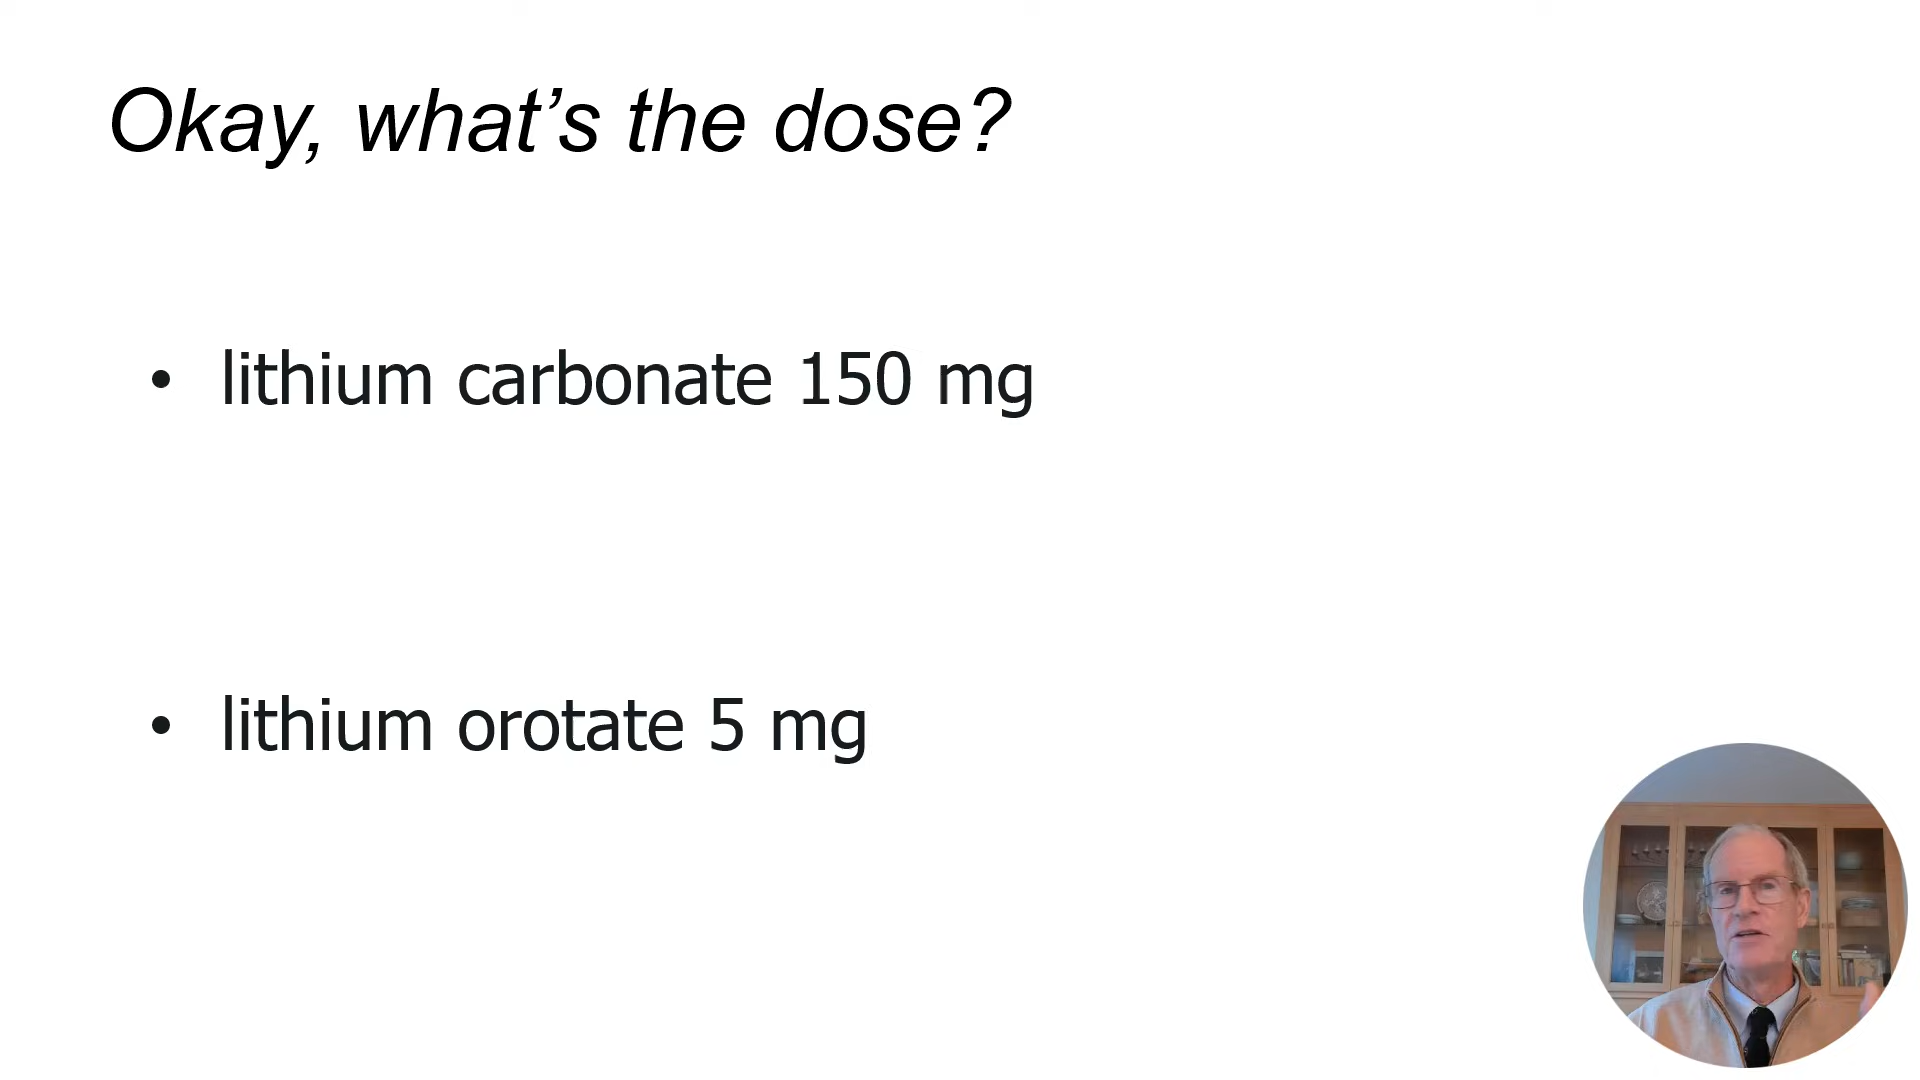 Okay, what’s the dose?
• lithium carbonate 150 mg
• lithium orotate 5 mg